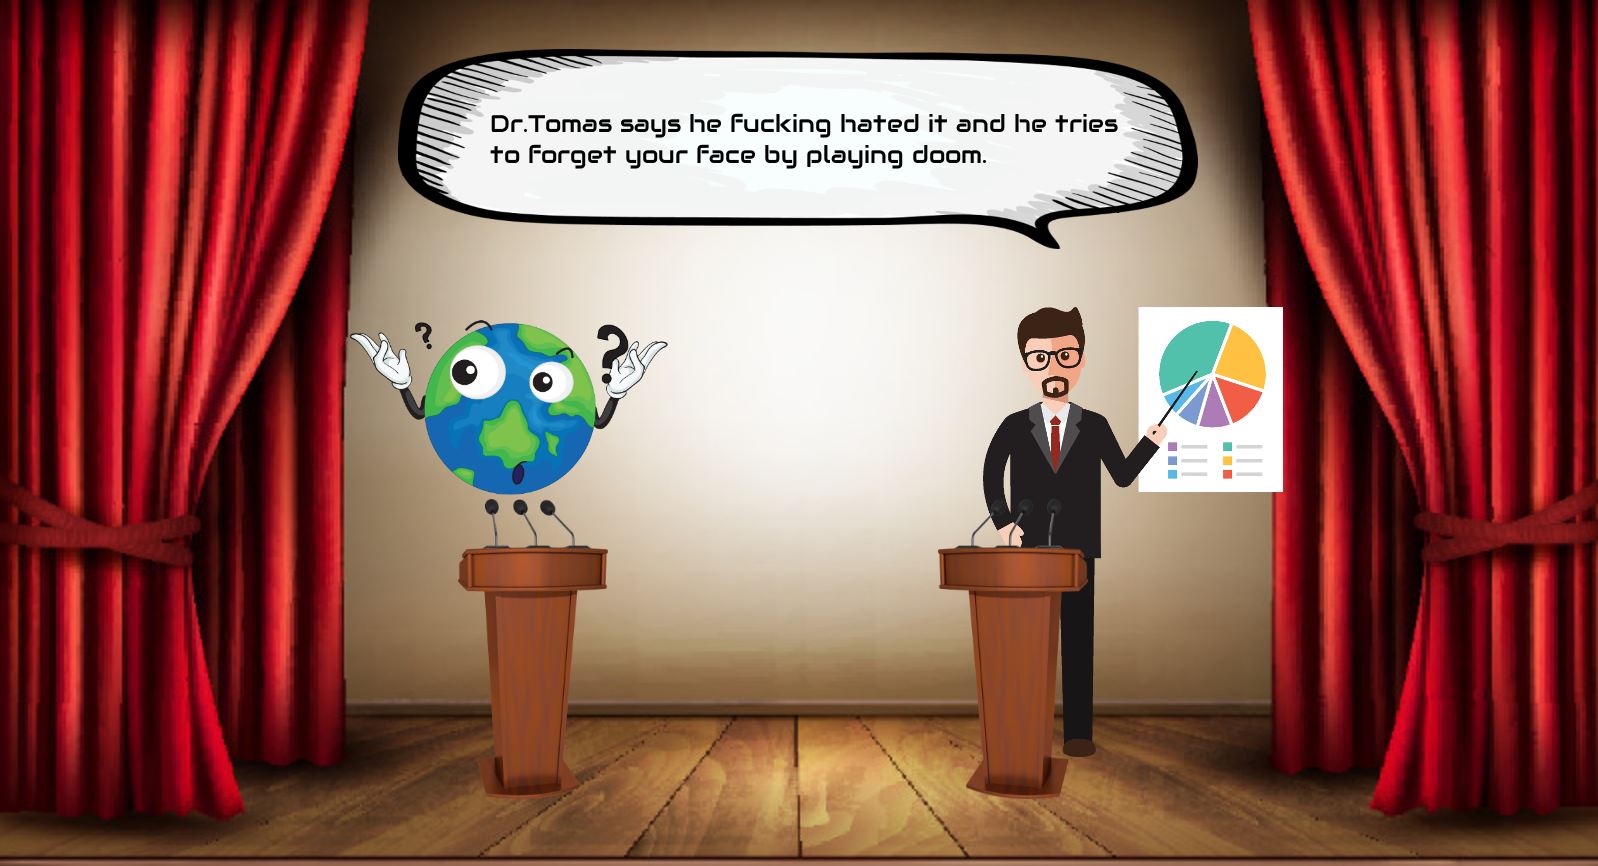 Dr.Tomas says he fucking hated it and he tries
to forget your face by playing doom.
?
?